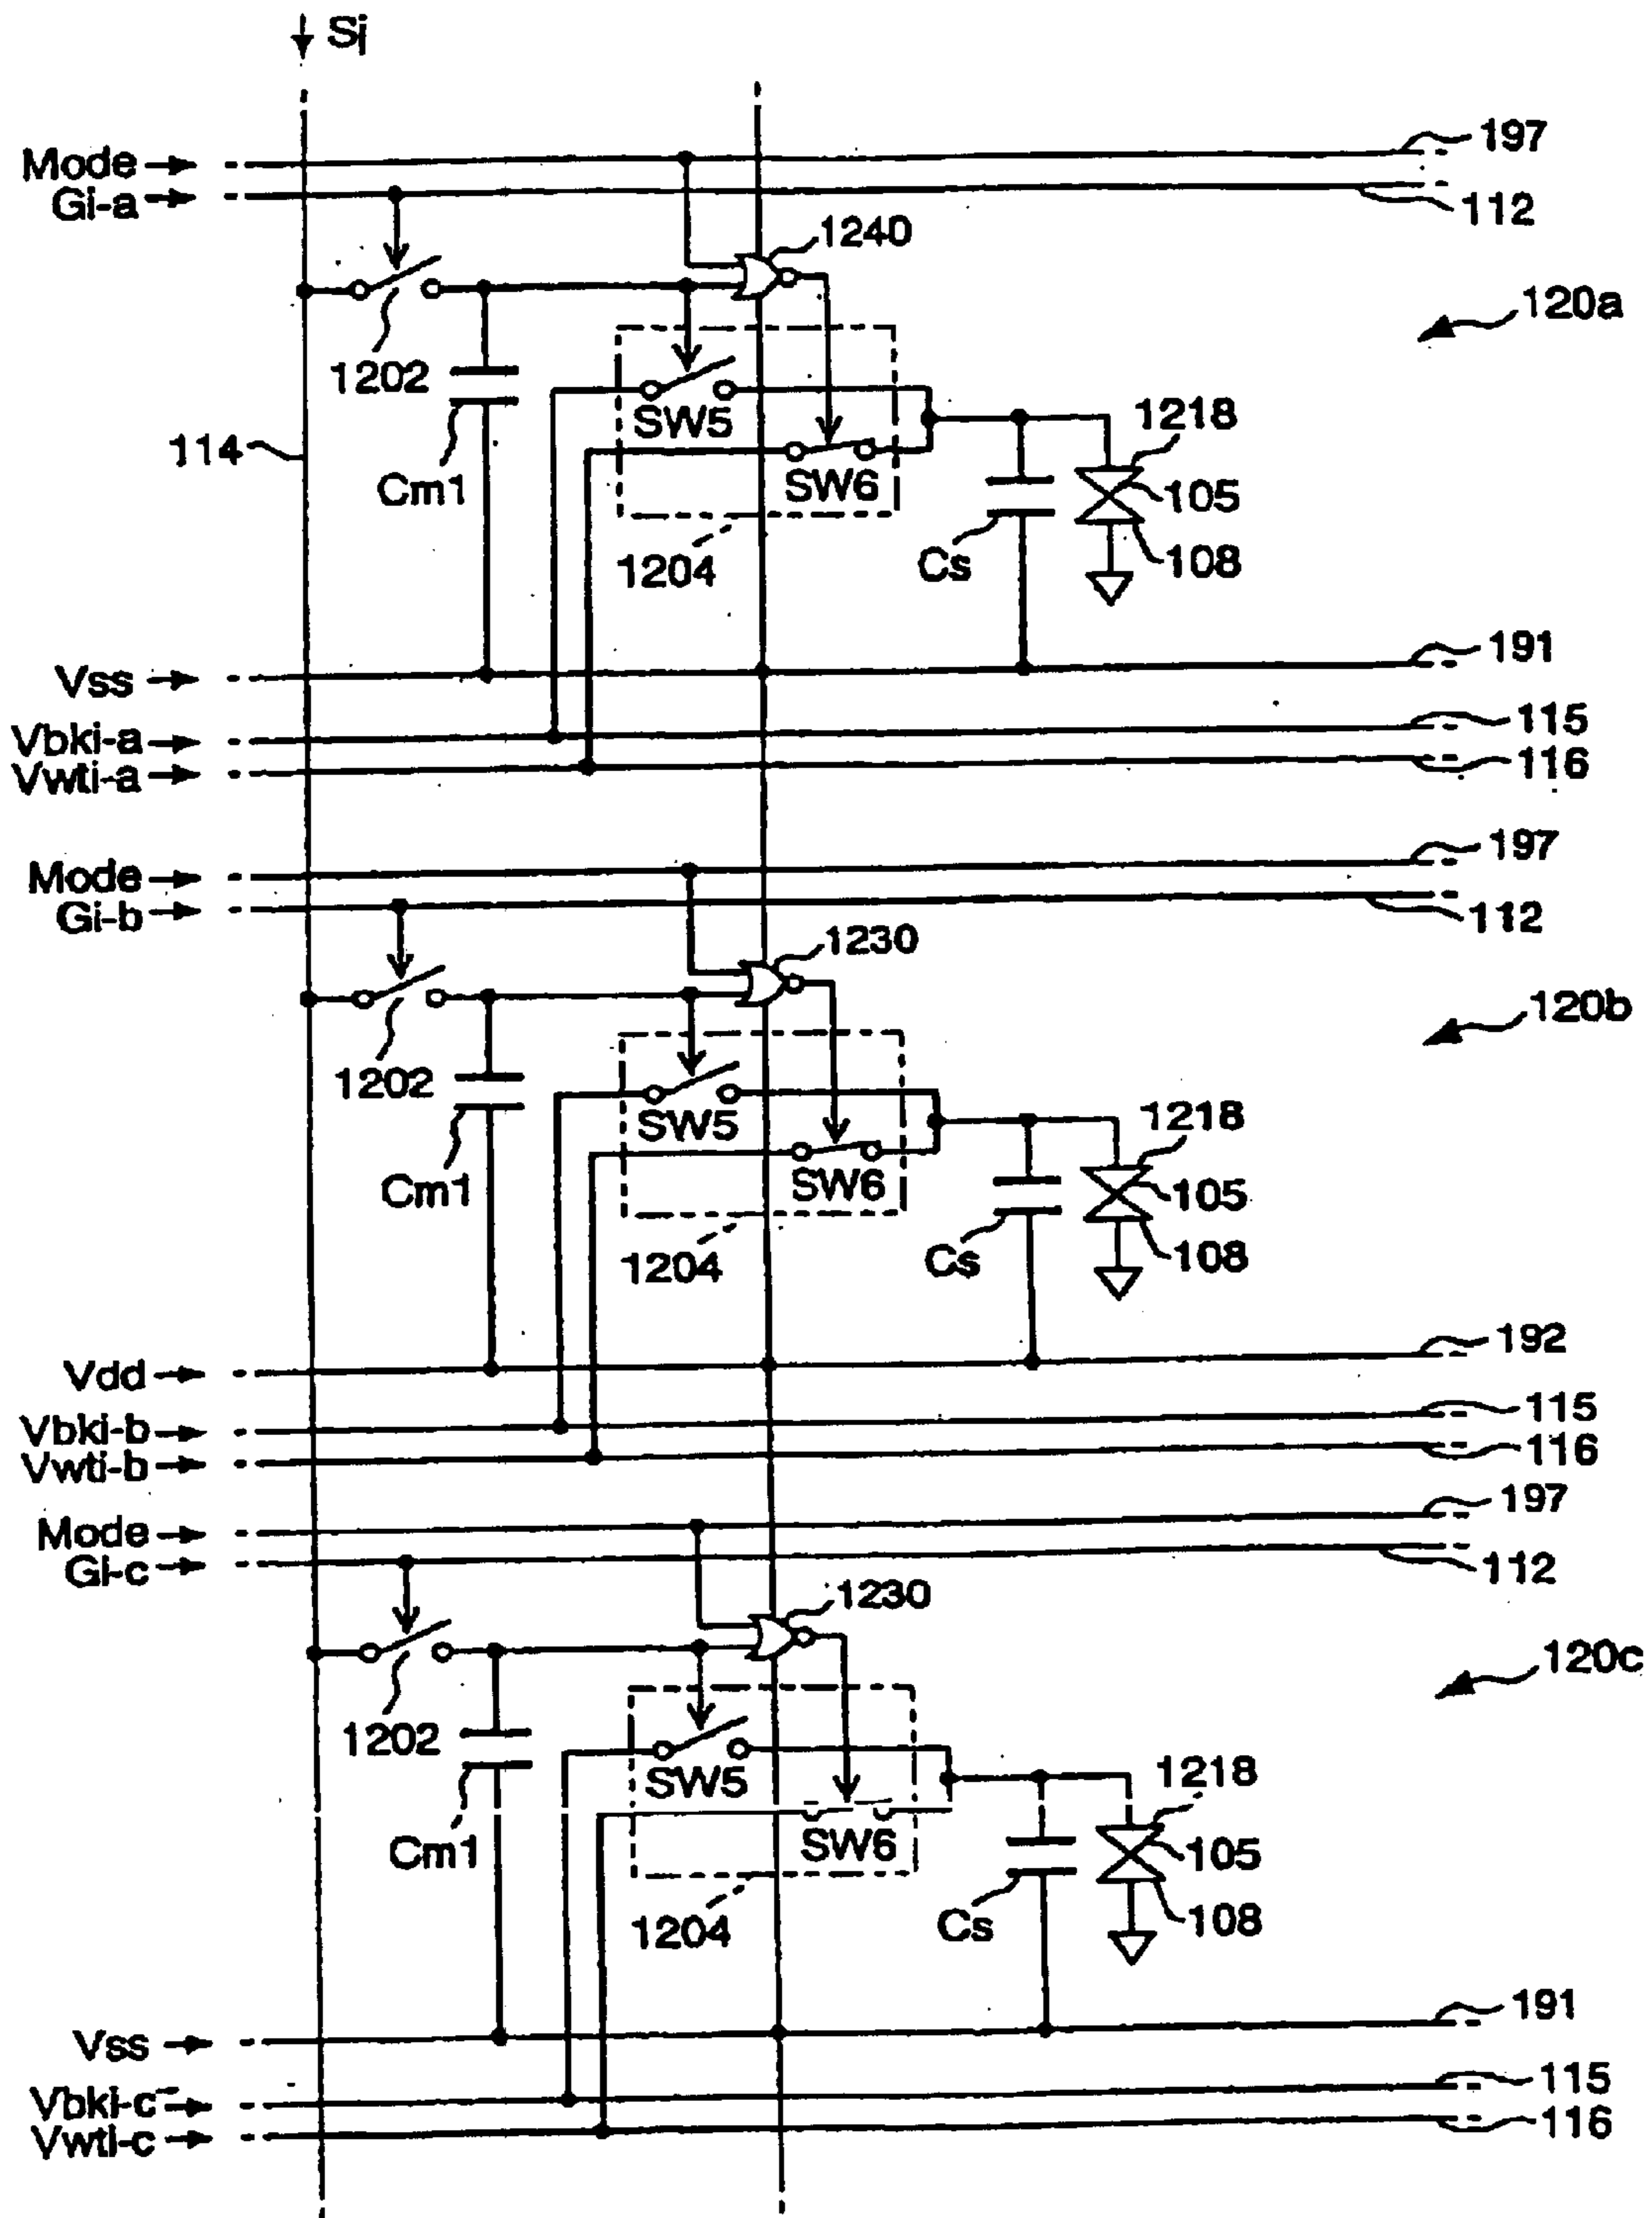 Sj
Mode
197
Gi-a
112
1240
120a
1202
SW5
1218
114
Cm1
SW6
105
1204
Cs
108
Vss
191
Vbki-a
115
Vwti-a
116
Mode
197
Gi-b
112
1230
120b
1202
SW5
1218
Cm1
SW6
105
1204
Cs
108
Vdd
192
Vbki-b
115
Vwti-b
116
Mode
197
Gi-c
112
1230
120c
1202
SW5
1218
Cm1
SW6
105
1204
Cs
108
Vss
191
Vbki-c
115
Vwti-c
116